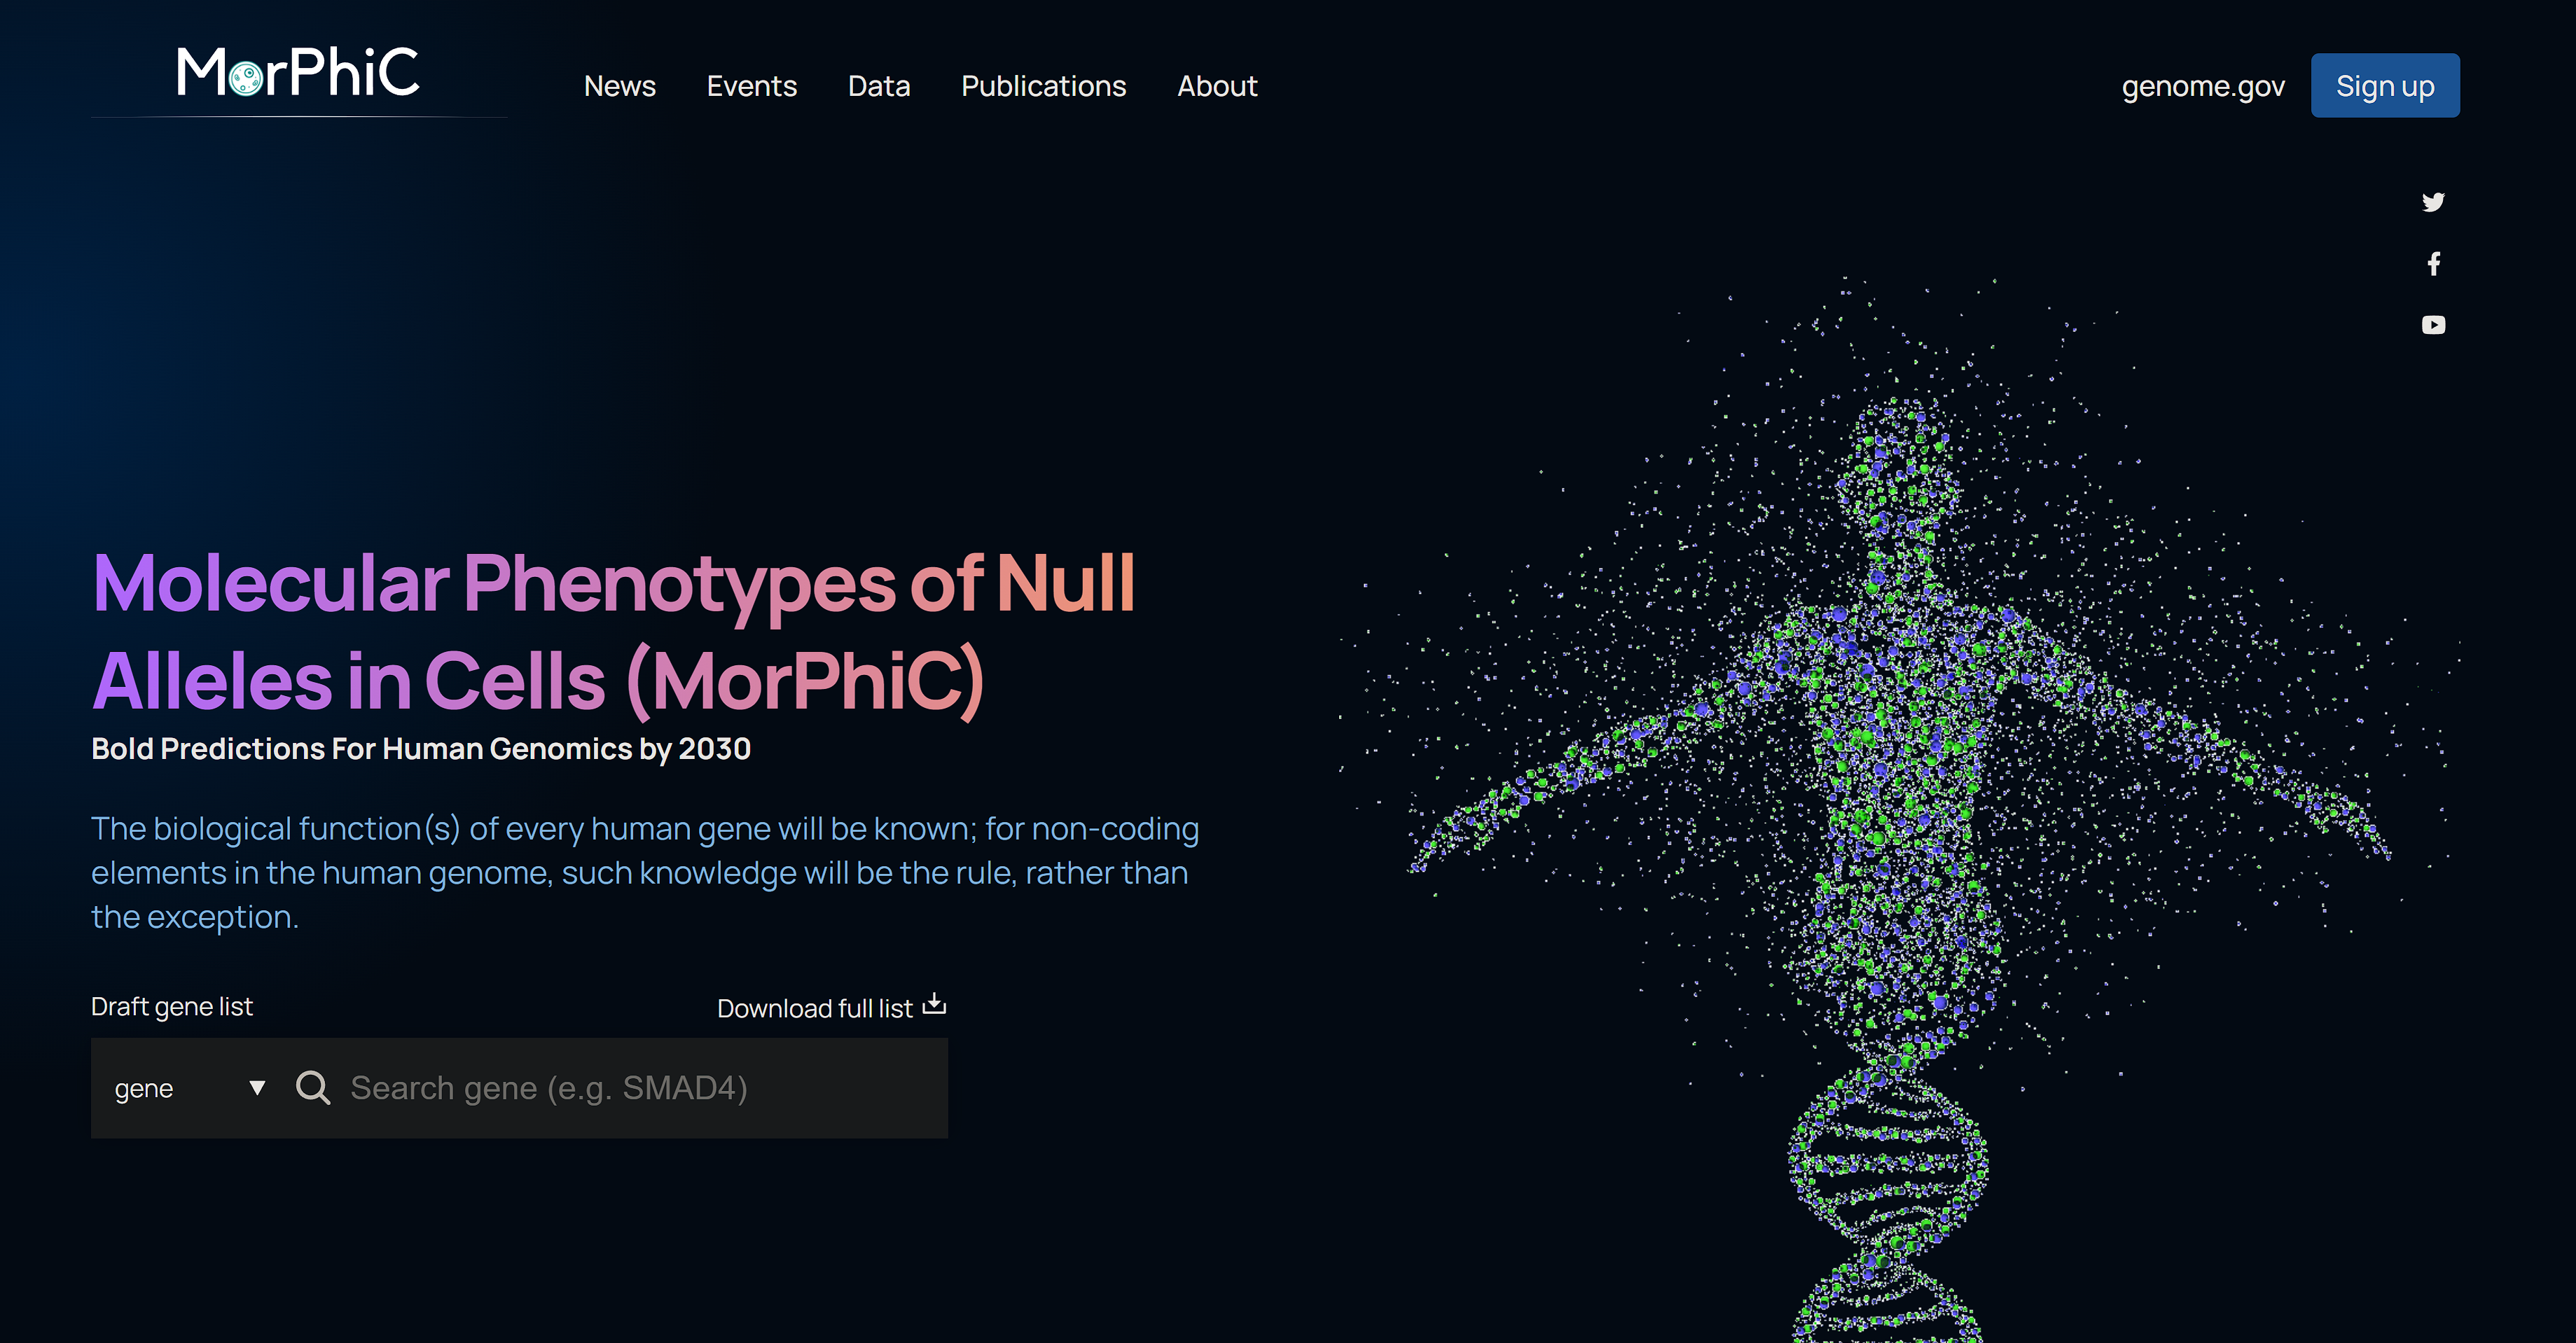 MorPhiC
News
Events
Data
Publications
About
genome.gov
Sign up
Molecular Phenotypes of Null
Alleles in Cells (MorPhiC)
Bold Predictions For Human Genomics by 2030
The biological function(s) of every human gene will be known; for non-coding
elements in the human genome, such knowledge will be the rule, rather than
the exception.
Draft gene list
Download full list
gene
Search gene (e.g. SMAD4)